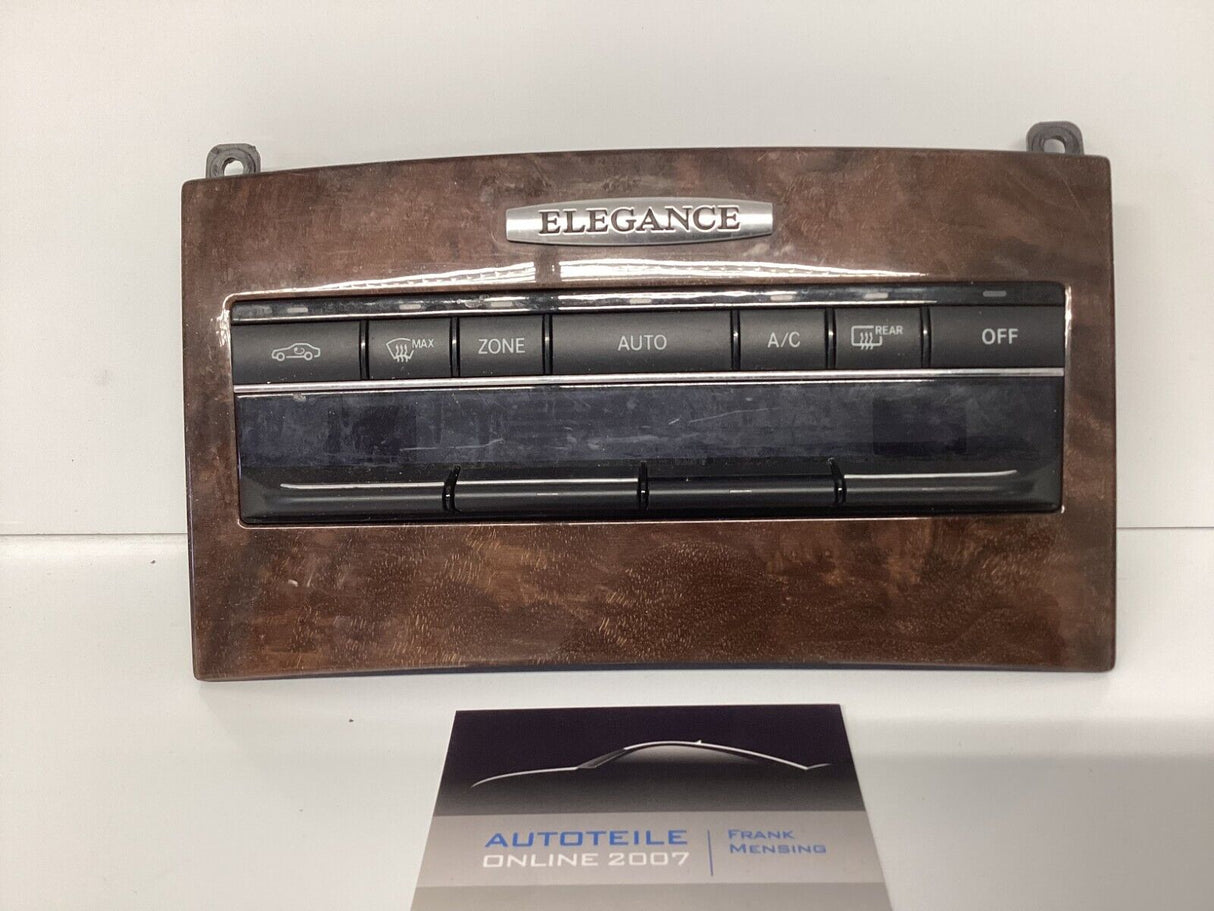 ELEGANCE
MAX ZONE AUTO A/C REAR OFF
AUTOTEILE
ONLINE 2007
FRANK
MENSING